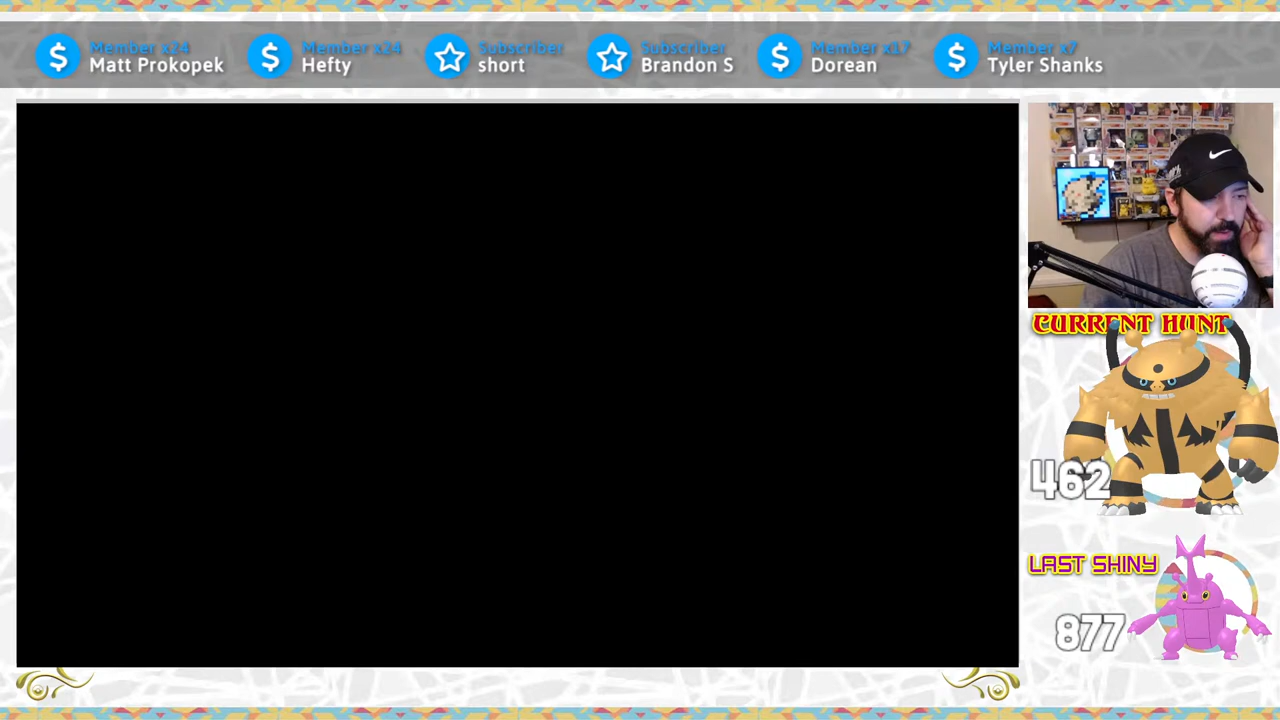 Member x24
Matt Prokopek
Member x24
Hefty
Subscriber
short
Subscriber
Brandon S
Member x17
Dorean
Member x7
Tyler Shanks
CURRENT HUNT
462
LAST SHINY
877